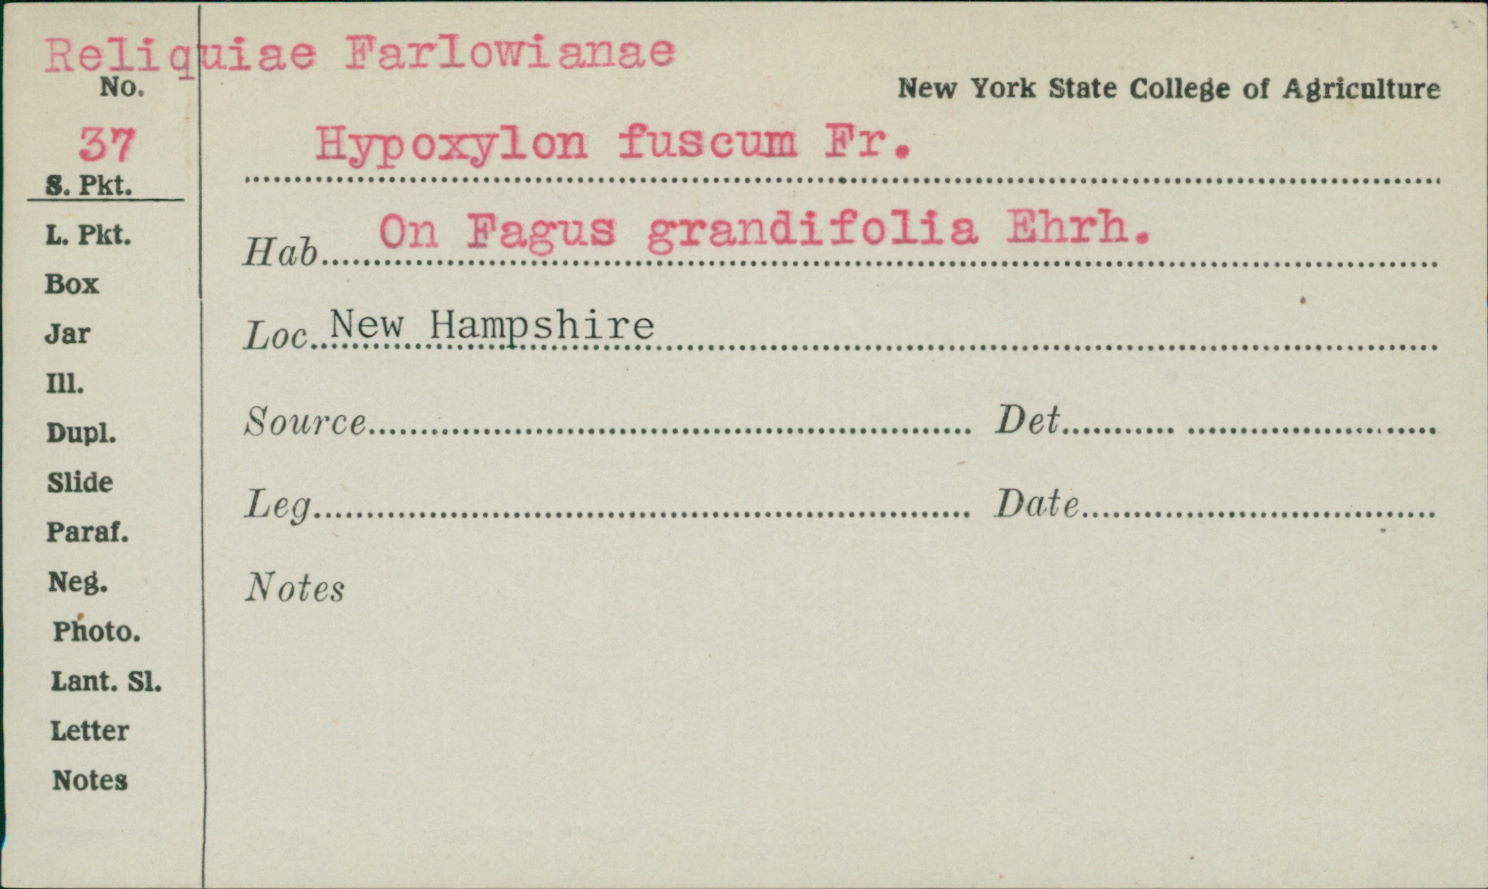 Reliquiae Farlowianae
No.
New York State College of Agriculture
37
Hypoxylon fuscum Fr.
S. Pkt.
Hab. On Fagus grandifolia Ehrh.
L. Pkt.
Box
Loc. New Hampshire
Jar
Ill.
Source Det.
Dupl.
Slide
Leg. Date
Paraf.
Neg.
Notes
Photo.
Lant. Sl.
Letter
Notes